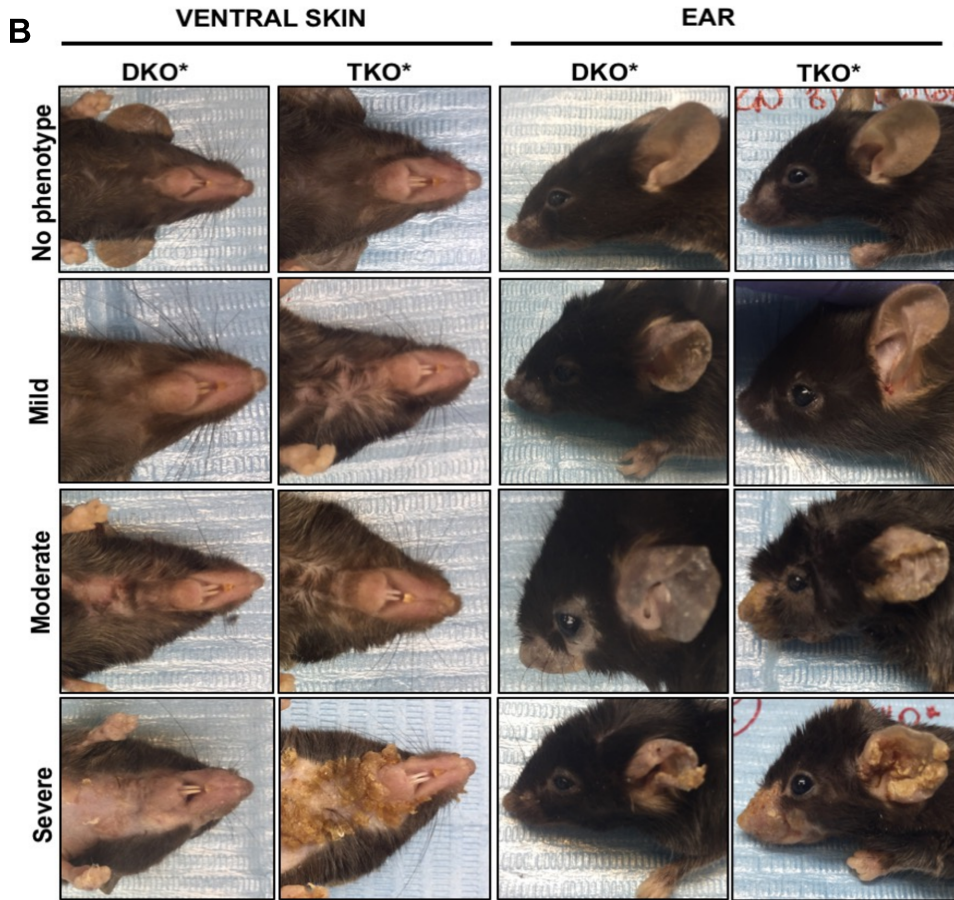 B
VENTRAL SKIN
EAR
DKO*
TKO*
DKO*
TKO*
No phenotype
Mild
Moderate
Severe